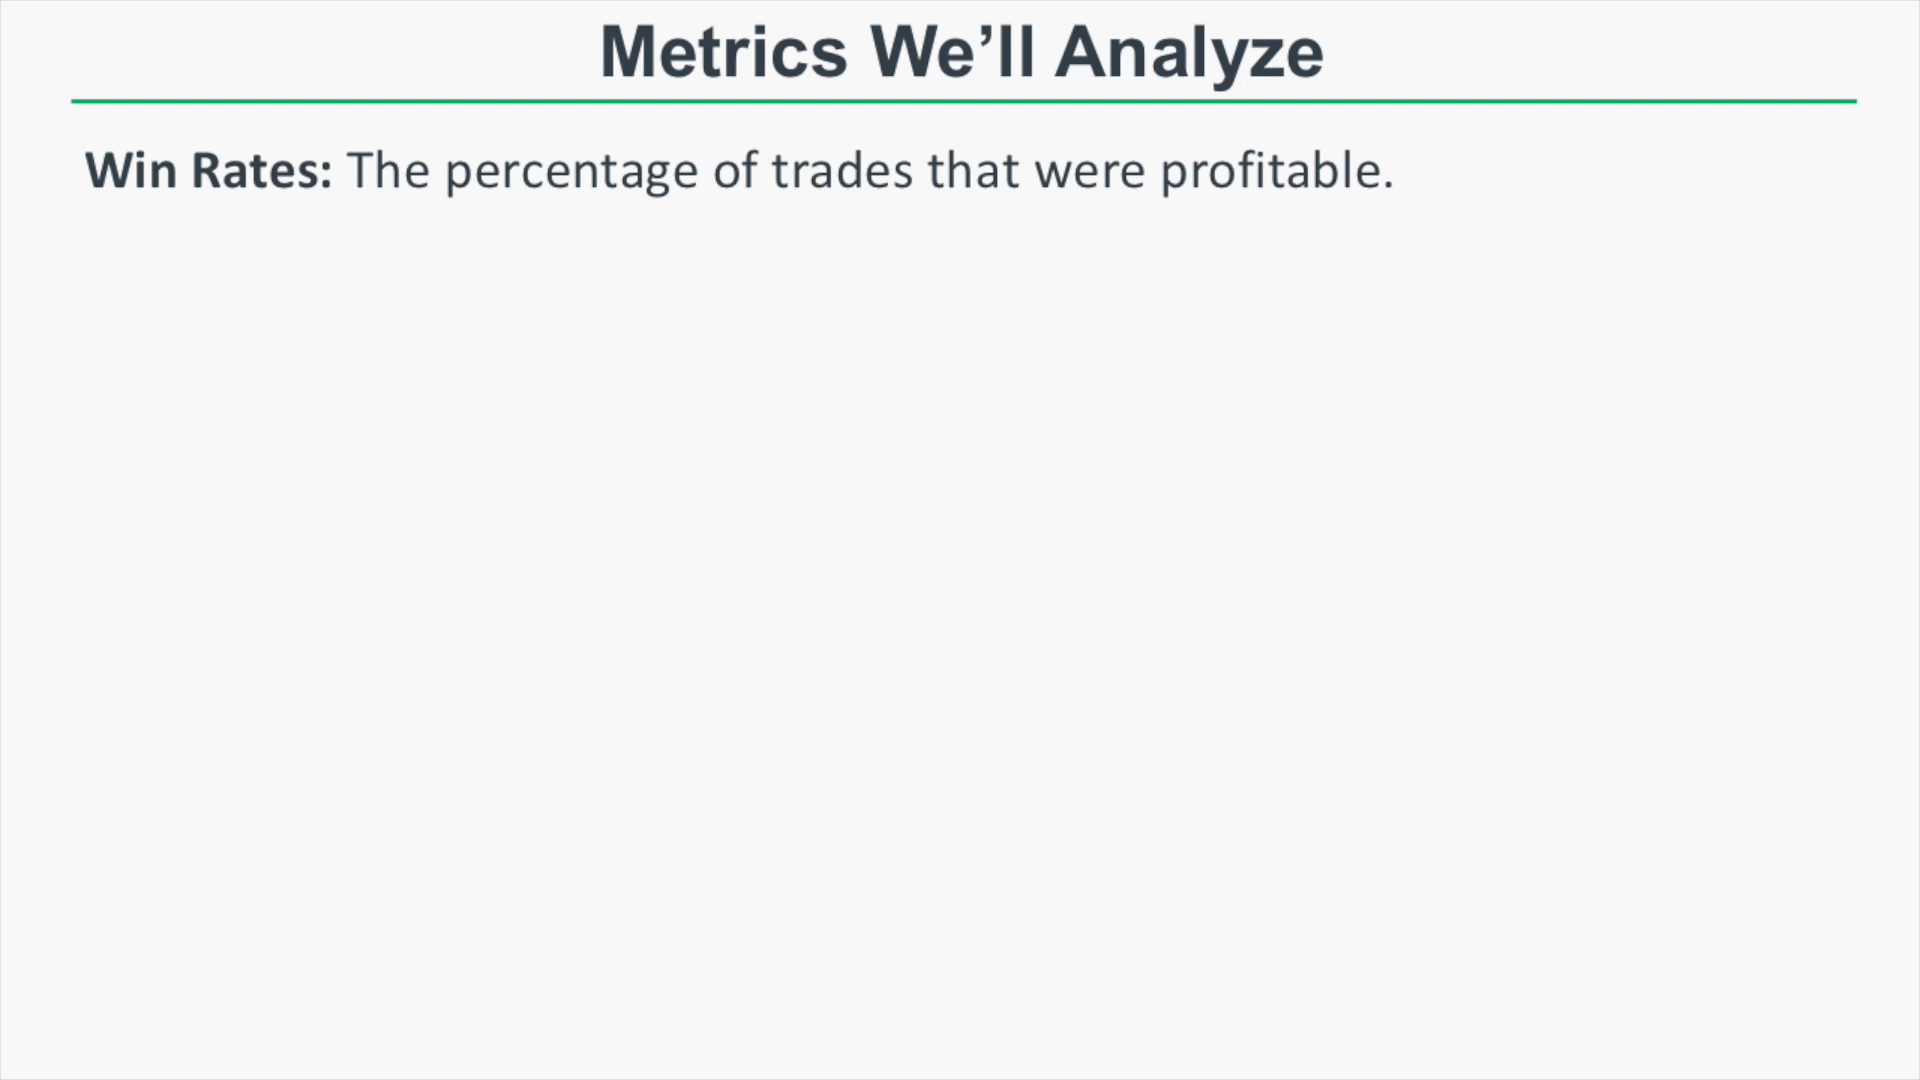 Metrics We’ll Analyze
Win Rates: The percentage of trades that were profitable.